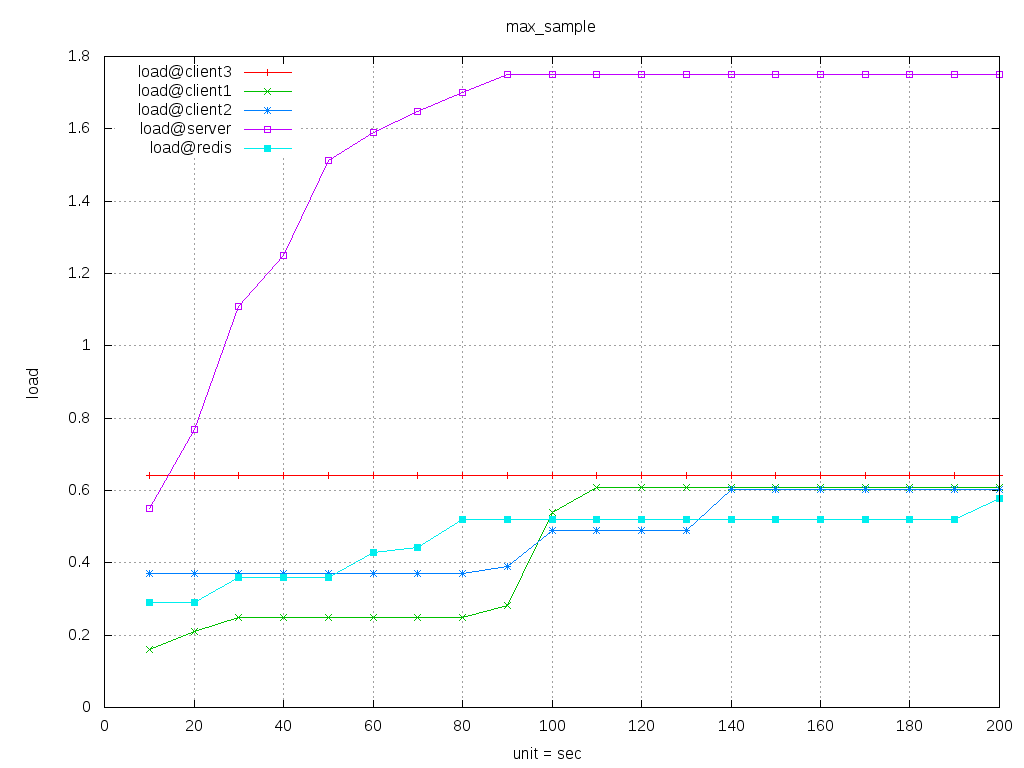 max_sample
load@client3
load@client1
load@client2
load@server
load@redis
1.8
1.6
1.4
1.2
1
0.8
0.6
0.4
0.2
0
load
0 20 40 60 80 100 120 140 160 180 200
unit = sec